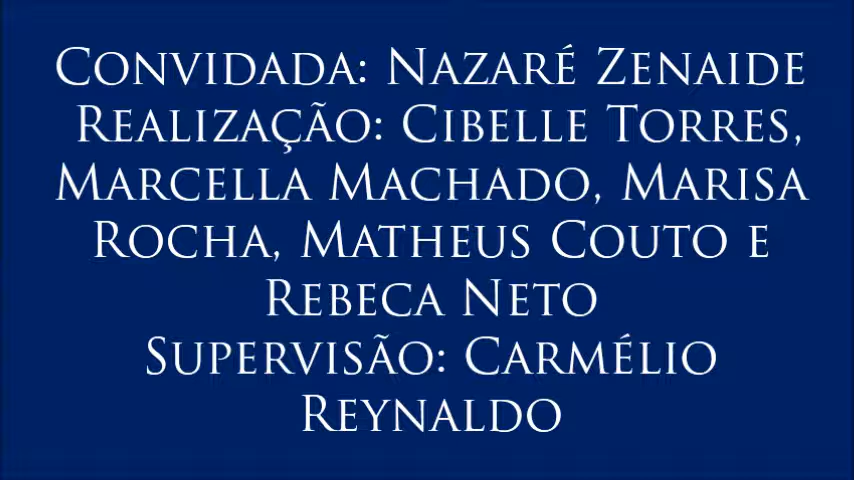 Convidada: Nazaré Zenaide
Realização: Cibelle Torres,
Marcella Machado, Marisa
Rocha, Matheus Couto e
Rebeca Neto
Supervisão: Carmélio
Reynaldo